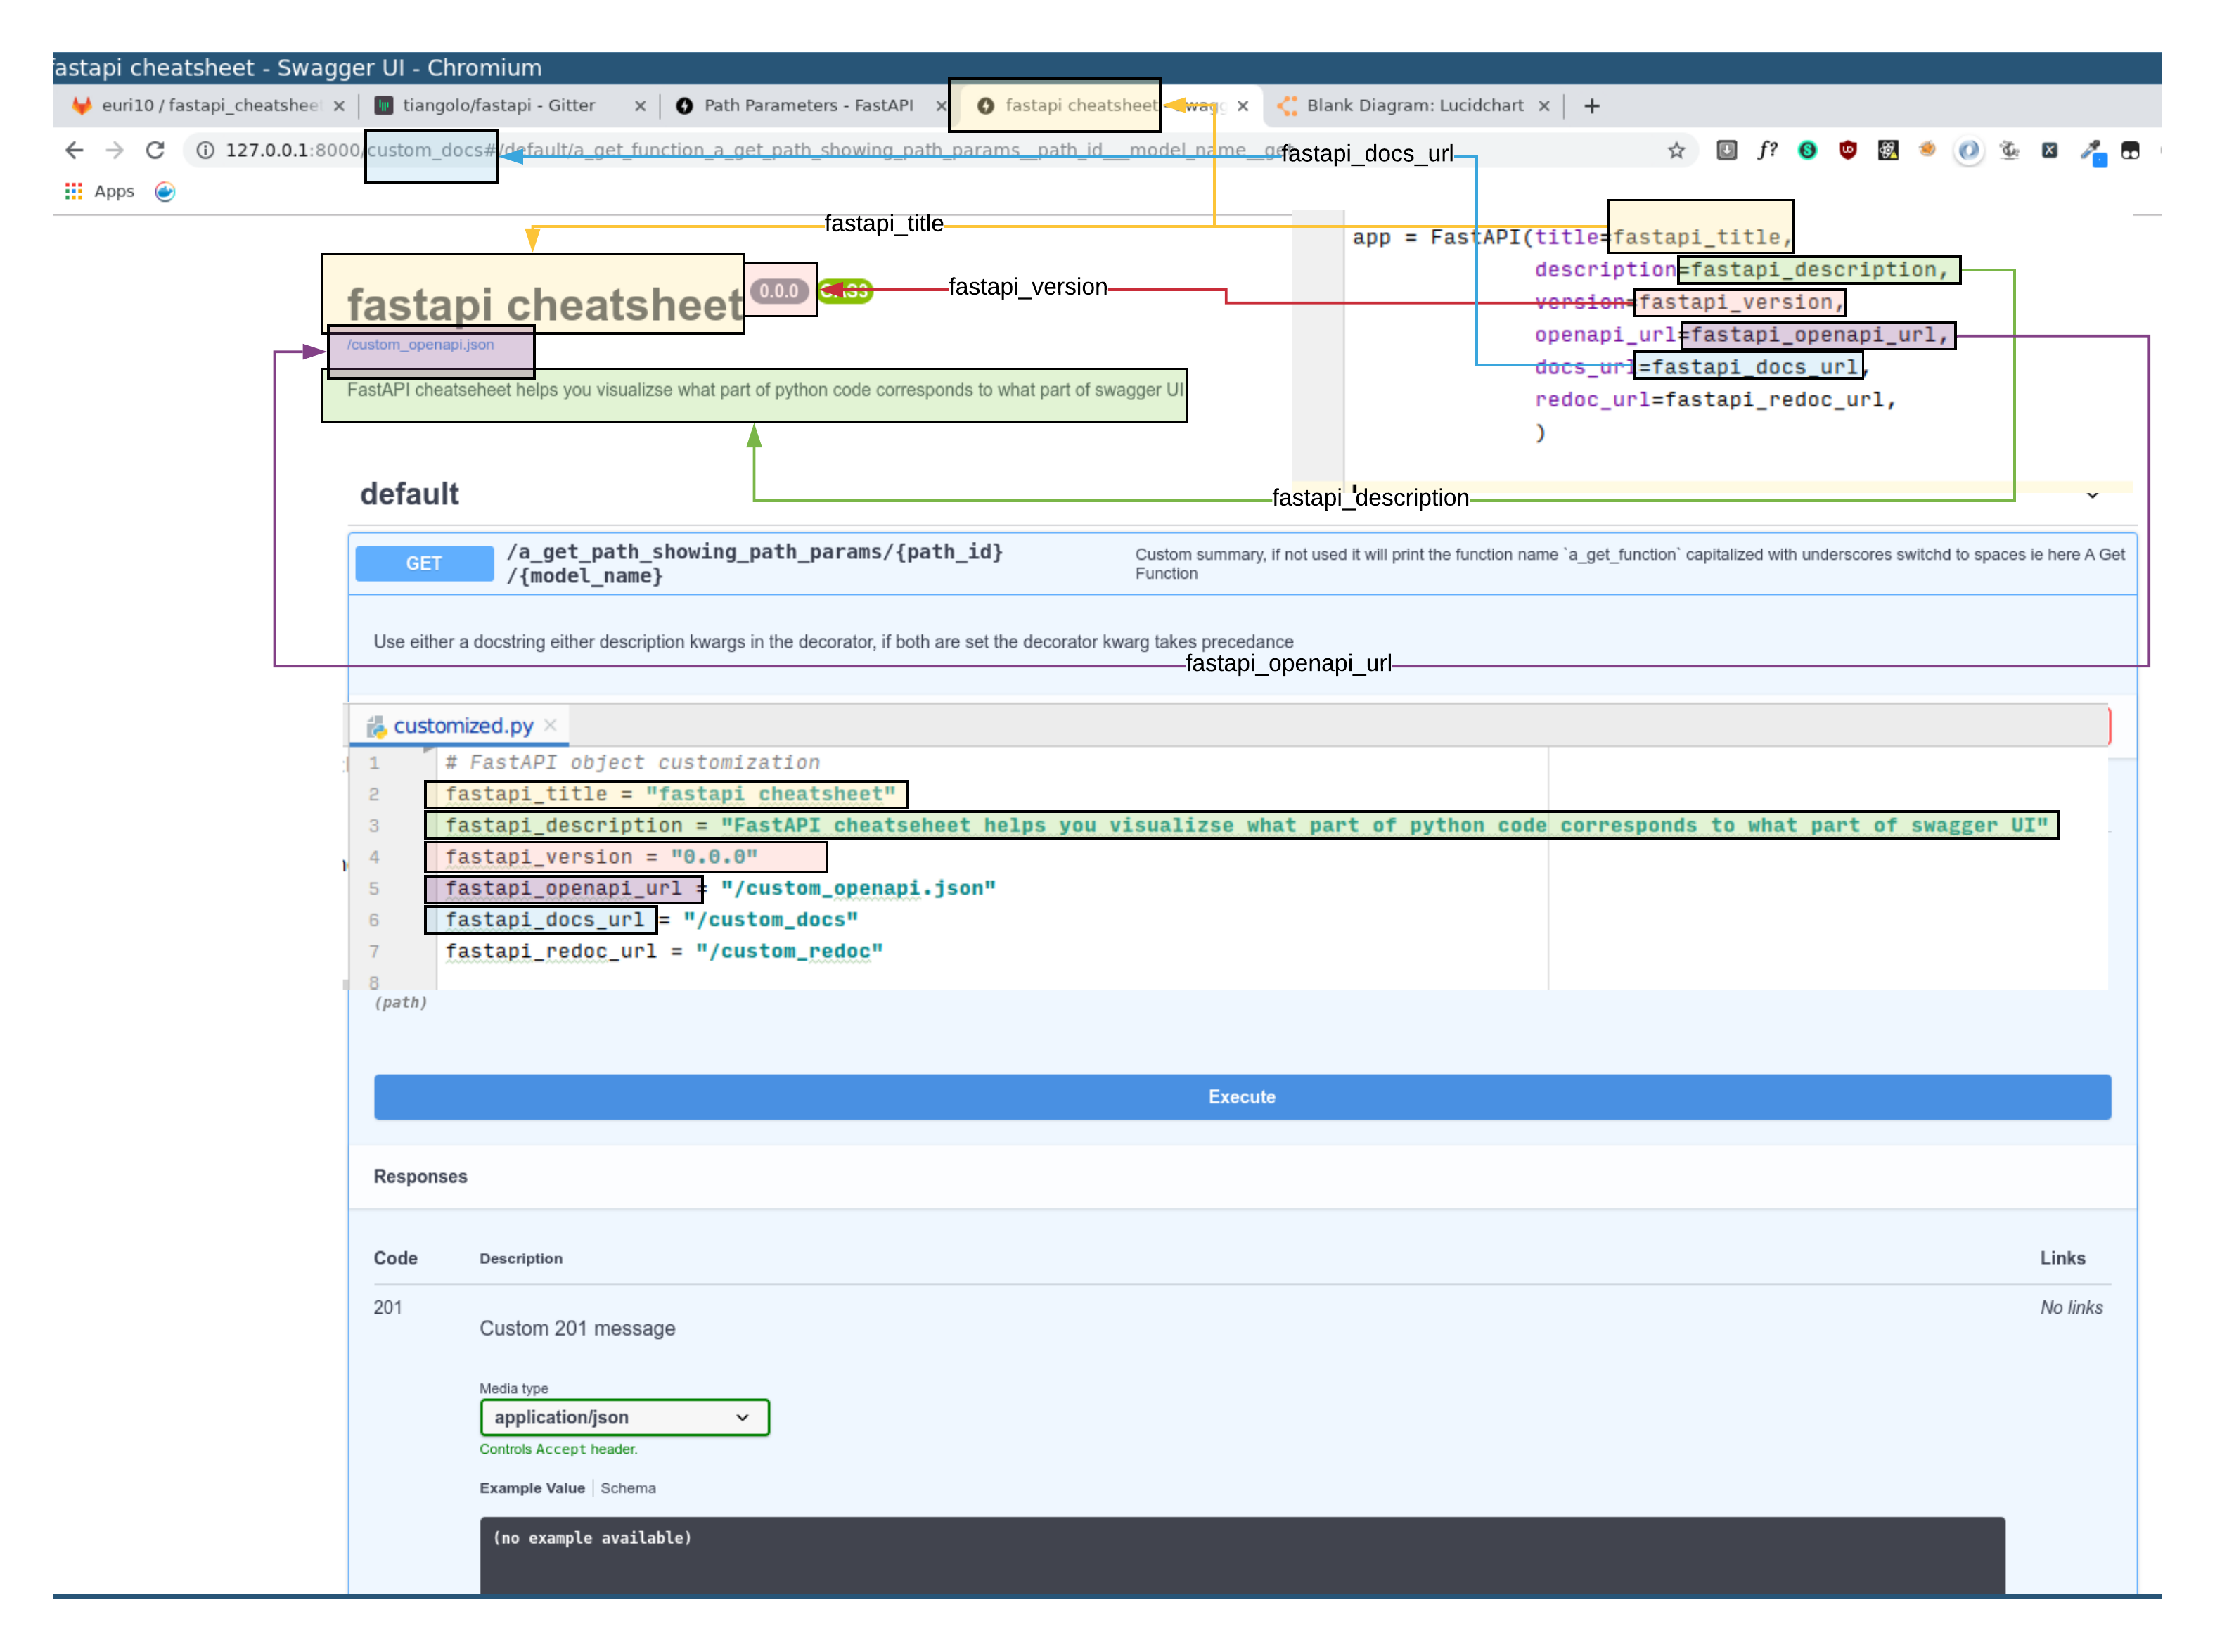 fastapi cheatsheet - Swagger UI - Chromium
euri10 / fastapi_cheatsheet
tiangolo/fastapi - Gitter
Path Parameters - FastAPI
fastapi cheatsheet - Swagg
Blank Diagram: Lucidchart
127.0.0.1:8000/custom_docs#/default/a_get_function_a_get_path_showing_path_params__path_id___model_name__get
fastapi_docs_url
f?
Apps
fastapi_title
app = FastAPI(title=fastapi_title,
description=fastapi_description,
version=fastapi_version,
openapi_url=fastapi_openapi_url,
docs_url=fastapi_docs_url,
redoc_url=fastapi_redoc_url,
)
fastapi cheatsheet
0.0.0
OAS3
fastapi_version
/custom_openapi.json
FastAPI cheatseheet helps you visualizse what part of python code corresponds to what part of swagger UI
default
fastapi_description
GET
/a_get_path_showing_path_params/{path_id}
/{model_name}
Custom summary, if not used it will print the function name `a_get_function` capitalized with underscores switchd to spaces ie here A Get
Function
Use either a docstring either description kwargs in the decorator, if both are set the decorator kwarg takes precedance
fastapi_openapi_url
customized.py
1 # FastAPI object customization
2 fastapi_title = "fastapi cheatsheet"
3 fastapi_description = "FastAPI cheatseheet helps you visualizse what part of python code corresponds to what part of swagger UI"
4 fastapi_version = "0.0.0"
5 fastapi_openapi_url = "/custom_openapi.json"
6 fastapi_docs_url = "/custom_docs"
7 fastapi_redoc_url = "/custom_redoc"
8
(path)
Execute
Responses
Code
Description
Links
201
Custom 201 message
No links
Media type
application/json
Controls Accept header.
Example Value
Schema
(no example available)